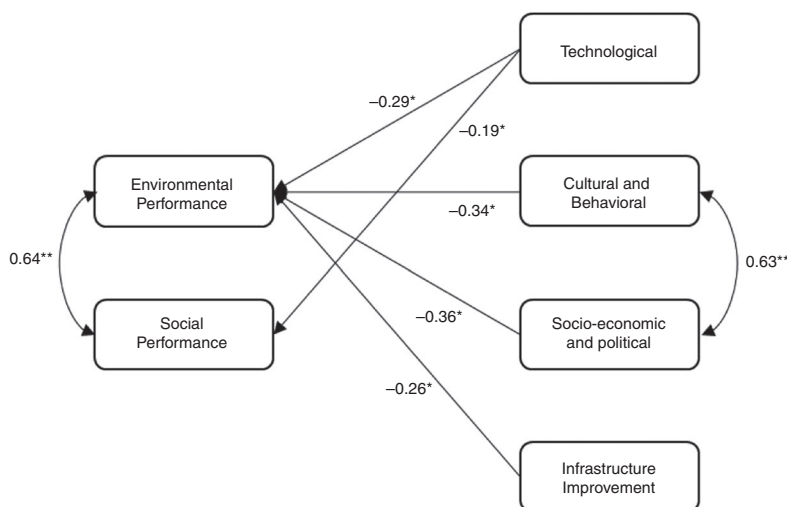 Technological
−0.29*
−0.19*
Environmental
Performance
Cultural and
Behavioral
−0.34*
0.64**
0.63**
Social
Performance
−0.36*
Socio-economic
and political
−0.26*
Infrastructure
Improvement